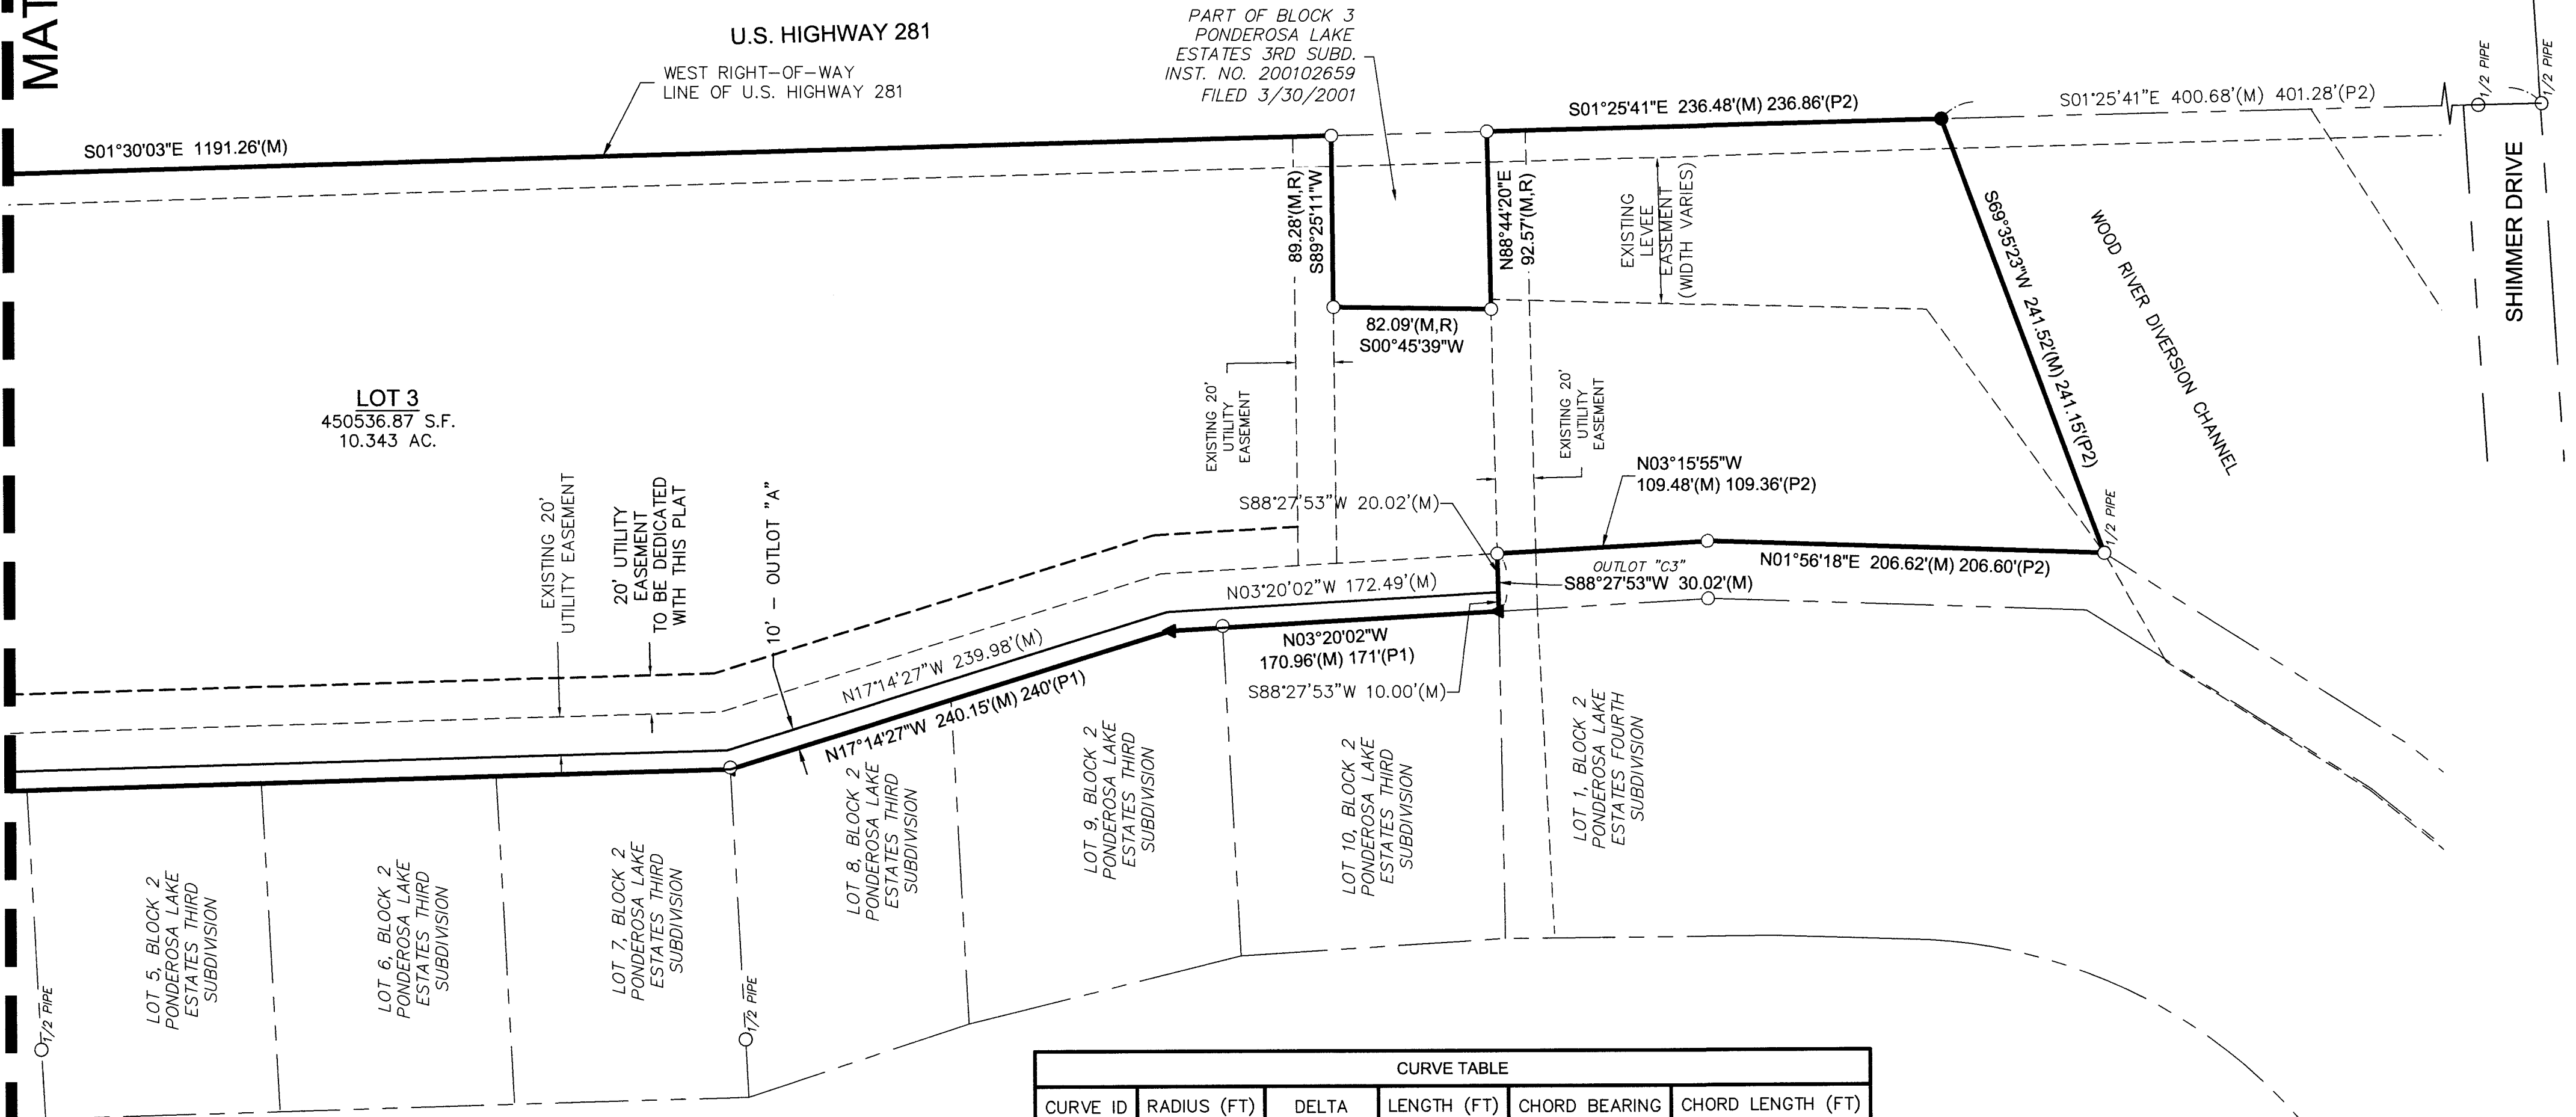 MAT
U.S. HIGHWAY 281
WEST RIGHT-OF-WAY
LINE OF U.S. HIGHWAY 281
PART OF BLOCK 3
PONDEROSA LAKE
ESTATES 3RD SUBD.
INST. NO. 200102659
FILED 3/30/2001
S01°30'03"E 1191.26'(M)
S01°25'41"E 236.48'(M) 236.86'(P2)
S01°25'41"E 400.68'(M) 401.28'(P2)
1/2 PIPE
1/2 PIPE
SHIMMER DRIVE
89.28'(M,R)
S89°25'11"W
N88°44'20"E
92.57'(M,R)
EXISTING
LEVEE
EASEMENT
(WIDTH VARIES)
S69°35'23"W 241.52'(M) 241.15'(P2)
WOOD RIVER DIVERSION CHANNEL
82.09'(M,R)
S00°45'39"W
LOT 3
450536.87 S.F.
10.343 AC.
EXISTING 20'
UTILITY
EASEMENT
EXISTING 20'
UTILITY
EASEMENT
EXISTING 20'
UTILITY EASEMENT
20' UTILITY
EASEMENT
TO BE DEDICATED
WITH THIS PLAT
10' - OUTLOT "A"
S88°27'53"W 20.02'(M)
N03°15'55"W
109.48'(M) 109.36'(P2)
1/2 PIPE
N01°56'18"E 206.62'(M) 206.60'(P2)
OUTLOT "C3"
S88°27'53"W 30.02'(M)
N03°20'02"W 172.49'(M)
N03°20'02"W
170.96'(M) 171'(P1)
S88°27'53"W 10.00'(M)
N17°14'27"W 239.98'(M)
N17°14'27"W 240.15'(M) 240'(P1)
LOT 5, BLOCK 2
PONDEROSA LAKE
ESTATES THIRD
SUBDIVISION
LOT 6, BLOCK 2
PONDEROSA LAKE
ESTATES THIRD
SUBDIVISION
LOT 7, BLOCK 2
PONDEROSA LAKE
ESTATES THIRD
SUBDIVISION
LOT 8, BLOCK 2
PONDEROSA LAKE
ESTATES THIRD
SUBDIVISION
LOT 9, BLOCK 2
PONDEROSA LAKE
ESTATES THIRD
SUBDIVISION
LOT 10, BLOCK 2
PONDEROSA LAKE
ESTATES THIRD
SUBDIVISION
LOT 1, BLOCK 2
PONDEROSA LAKE
ESTATES FOURTH
SUBDIVISION
1/2 PIPE
1/2 PIPE
CURVE TABLE
CURVE ID RADIUS (FT) DELTA LENGTH (FT) CHORD BEARING CHORD LENGTH (FT)